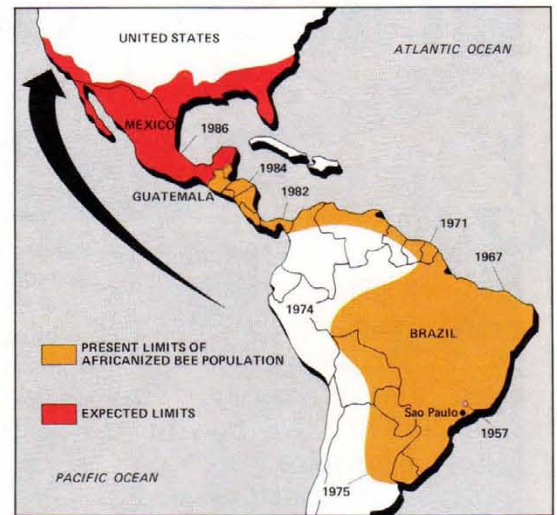 UNITED STATES
ATLANTIC OCEAN
MEXICO
1986
1984
GUATEMALA
1982
1971
1967
1974
BRAZIL
PRESENT LIMITS OF
AFRICANIZED BEE POPULATION
Sao Paulo
EXPECTED LIMITS
1957
PACIFIC OCEAN
1975